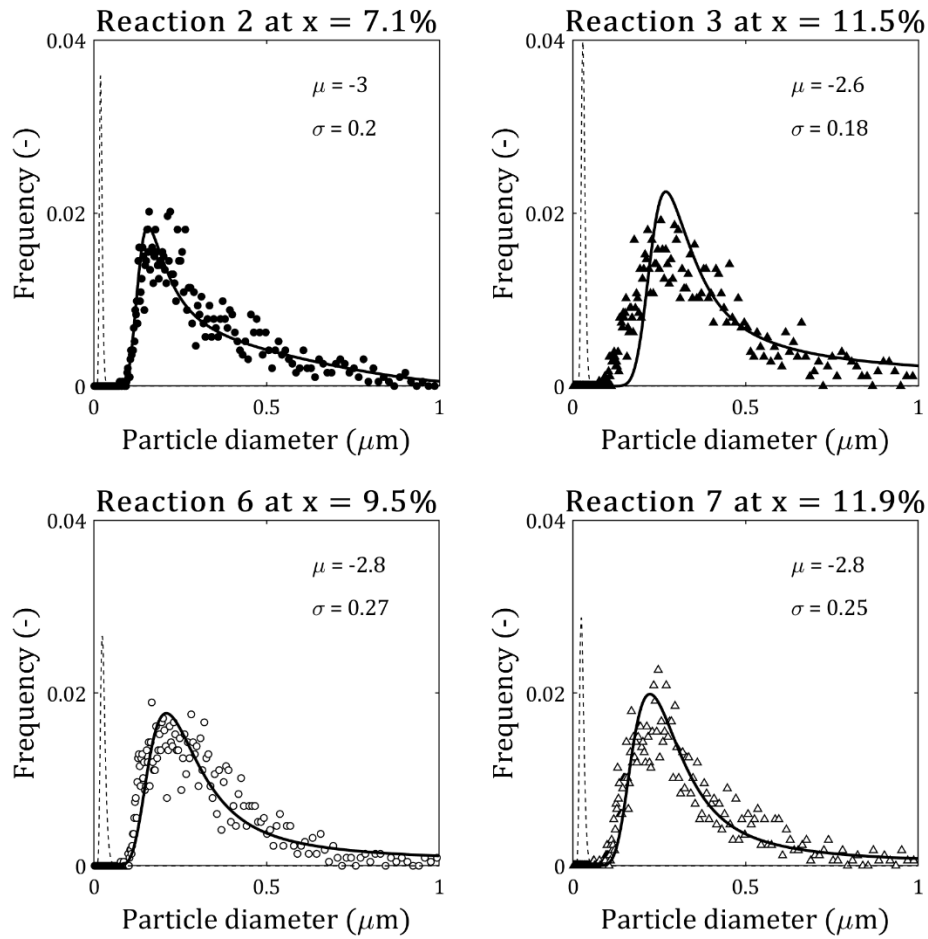 Reaction 2 at x = 7.1%
0.04
0.02
0
Frequency (-)
μ = -3
σ = 0.2
0
0.5
1
Particle diameter (μm)
Reaction 3 at x = 11.5%
0.04
0.02
0
Frequency (-)
μ = -2.6
σ = 0.18
0
0.5
1
Particle diameter (μm)
Reaction 6 at x = 9.5%
0.04
0.02
0
Frequency (-)
μ = -2.8
σ = 0.27
0
0.5
1
Particle diameter (μm)
Reaction 7 at x = 11.9%
0.04
0.02
0
Frequency (-)
μ = -2.8
σ = 0.25
0
0.5
1
Particle diameter (μm)